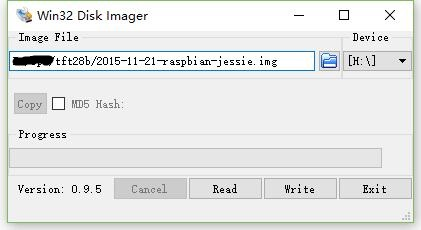 Win32 Disk Imager
Image File
Device
/tft28b/2015-11-21-raspbian-jessie.img
[H:\]
Copy
MD5 Hash:
Progress
Version: 0.9.5
Cancel
Read
Write
Exit